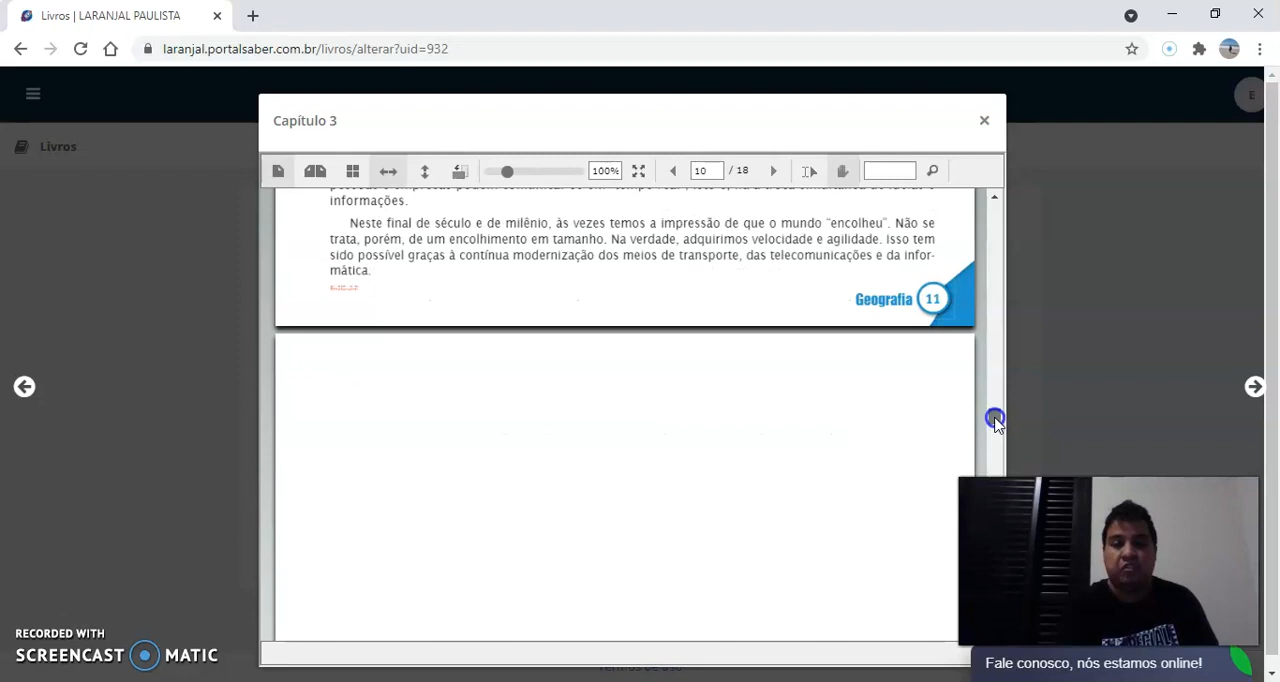 Livros | LARANJAL PAULISTA
laranjal.portalsaber.com.br/livros/alterar?uid=932
E
Livros
Capítulo 3
100%
10 / 18
informações.
Neste final de século e de milênio, às vezes temos a impressão de que o mundo “encolheu”. Não se
trata, porém, de um encolhimento em tamanho. Na verdade, adquirimos velocidade e agilidade. Isso tem
sido possível graças à contínua modernização dos meios de transporte, das telecomunicações e da infor-
mática.
Geografia 11
RECORDED WITH
SCREENCAST MATIC
Fale conosco, nós estamos online!